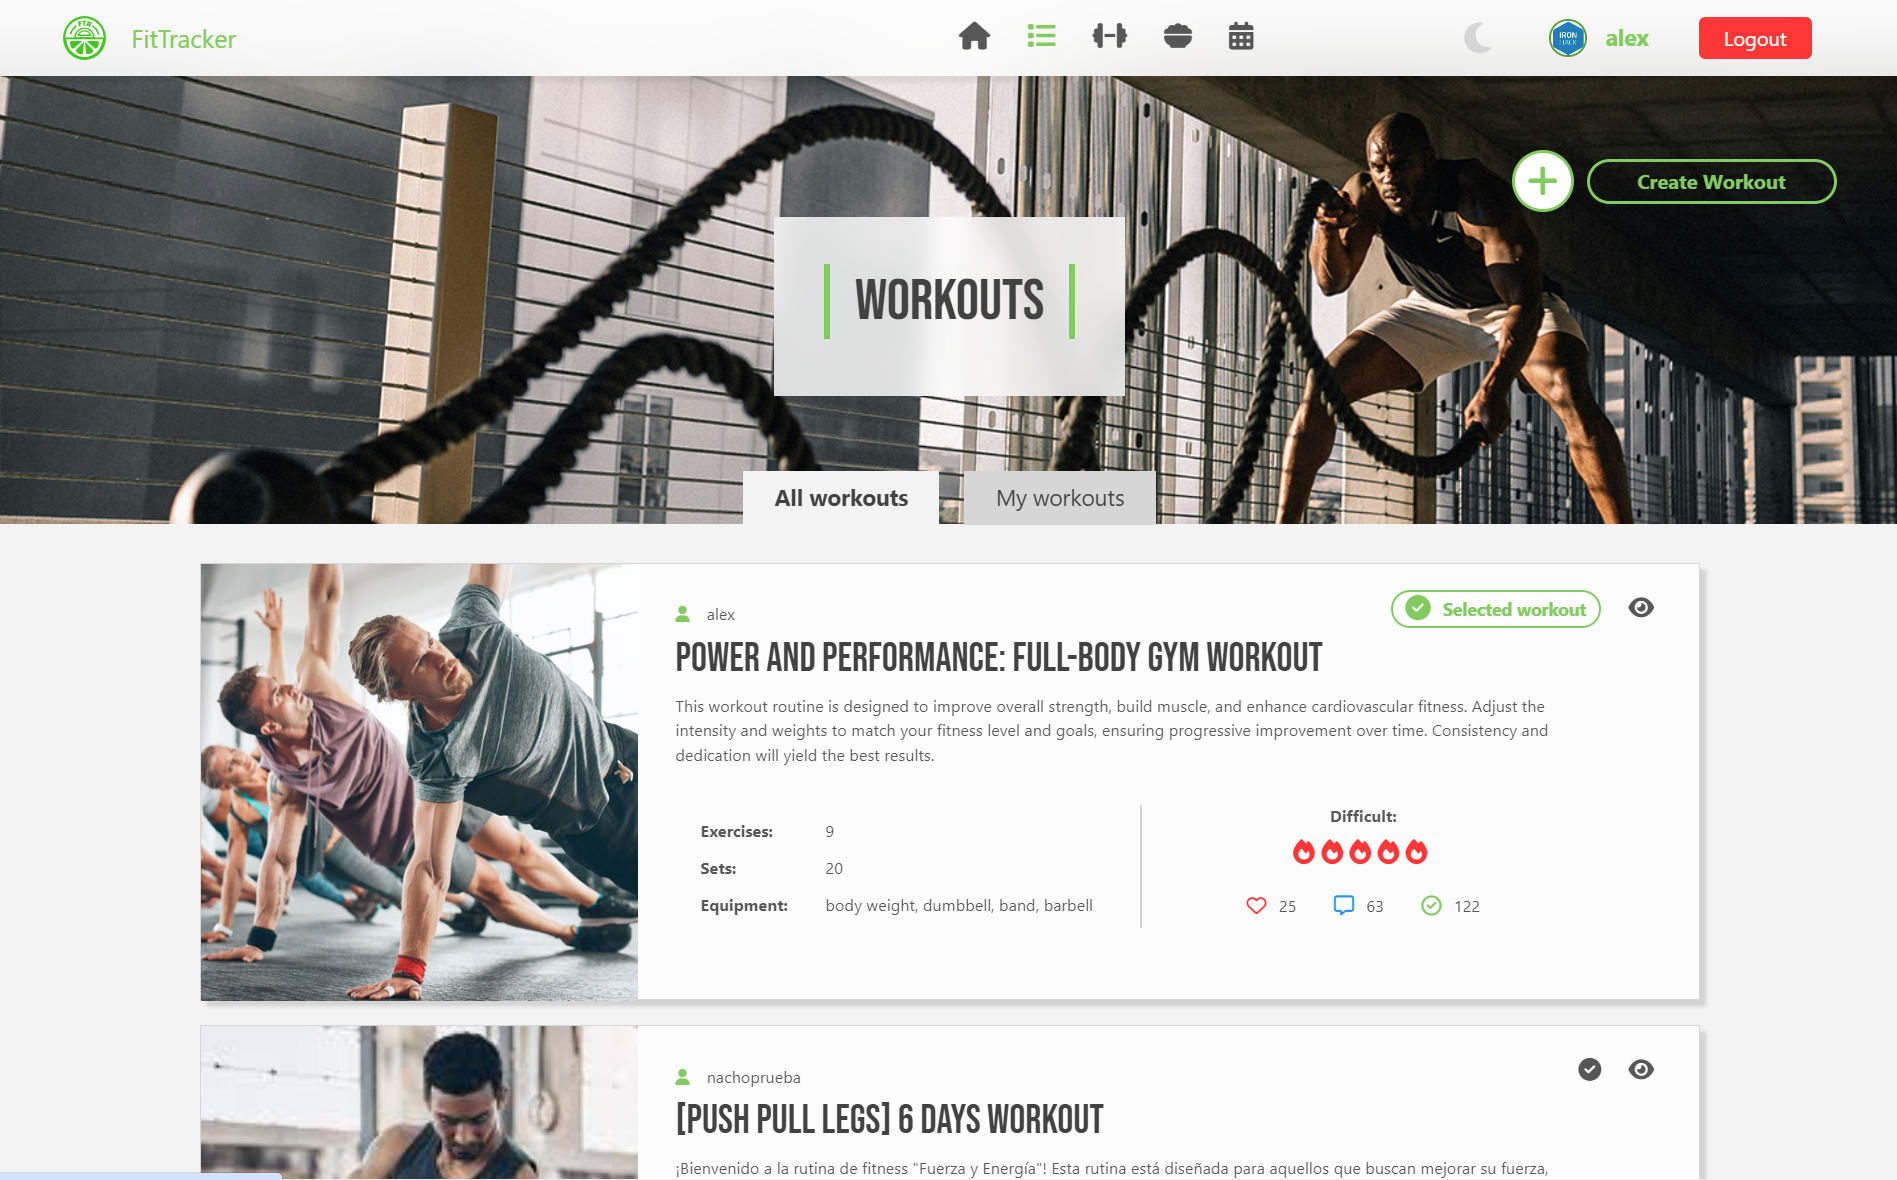 FTR
FitTracker
IRON
HACK
alex
Logout
Create Workout
WORKOUTS
All workouts
My workouts
alex
Selected workout
POWER AND PERFORMANCE: FULL-BODY GYM WORKOUT
This workout routine is designed to improve overall strength, build muscle, and enhance cardiovascular fitness. Adjust the
intensity and weights to match your fitness level and goals, ensuring progressive improvement over time. Consistency and
dedication will yield the best results.
Exercises: 9
Sets: 20
Equipment: body weight, dumbbell, band, barbell
Difficult:
25 63 122
nachoprueba
[PUSH PULL LEGS] 6 DAYS WORKOUT
¡Bienvenido a la rutina de fitness "Fuerza y Energía"! Esta rutina está diseñada para aquellos que buscan mejorar su fuerza,